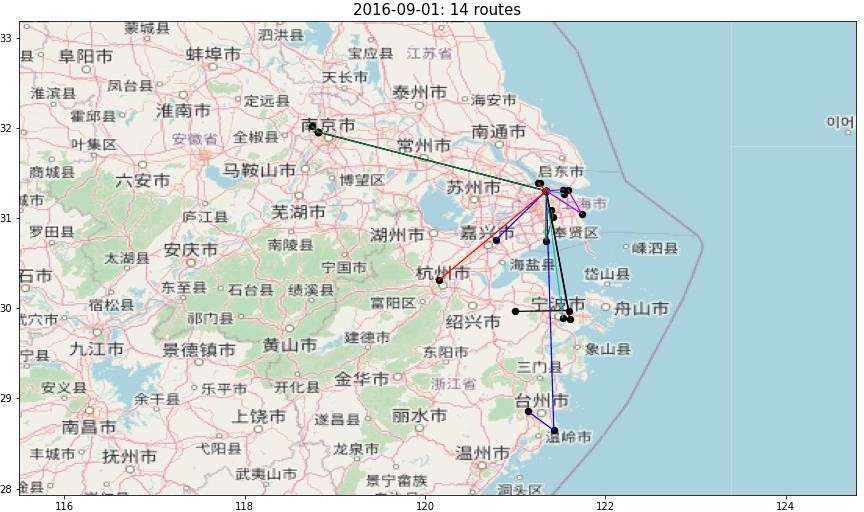 2016-09-01: 14 routes
蒙城县
泗洪县
33
阜阳市
蚌埠市
宝应县
江苏省
天长市
凤台县
泰州市
淮滨县
定远县
海安市
霍邱县
淮南市
이어
32
南京市
南通市
叶集区
安徽省
全椒县
常州市
商城县
六安市
马鞍山市
博望区
启东市
苏州市
庐江县
芜湖市
海市
罗田县
31
湖州市
嘉兴市
奉贤区
安庆市
南陵县
嵊泗县
太湖县
宁国市
海盐县
石市
东至县
石台县
绩溪县
杭州市
岱山县
宿松县
富阳区
宁波市
舟山市
30
穴市
祁门县
绍兴市
九江市
景德镇市
黄山市
建德市
东阳市
象山县
宁县
三门县
安义县
余干县
乐平市
开化县
金华市
浙江省
29
台州市
南昌市
上饶市
遂昌县
丽水市
温岭市
丰城市
弋阳县
龙泉市
温州市
抚州市
武夷山市
景宁畲族
28
洞头区
116
118
120
122
124